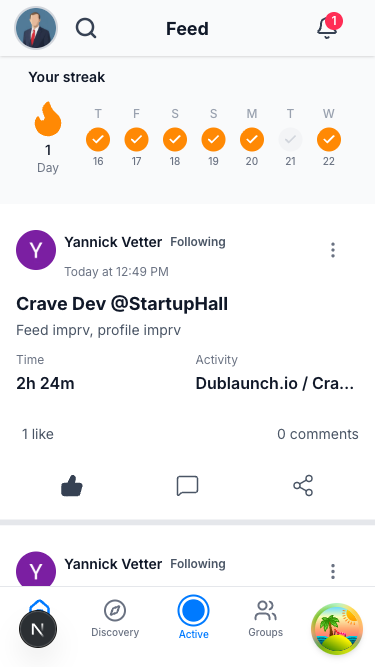 Feed
1
Your streak
T F S S M T W
1
16 17 18 19 20 21 22
Day
Y
Yannick Vetter Following
Today at 12:49 PM
Crave Dev @StartupHall
Feed imprv, profile imprv
Time Activity
2h 24m Dublaunch.io / Cra...
1 like 0 comments
Y
Yannick Vetter Following
N
Discovery Active Groups